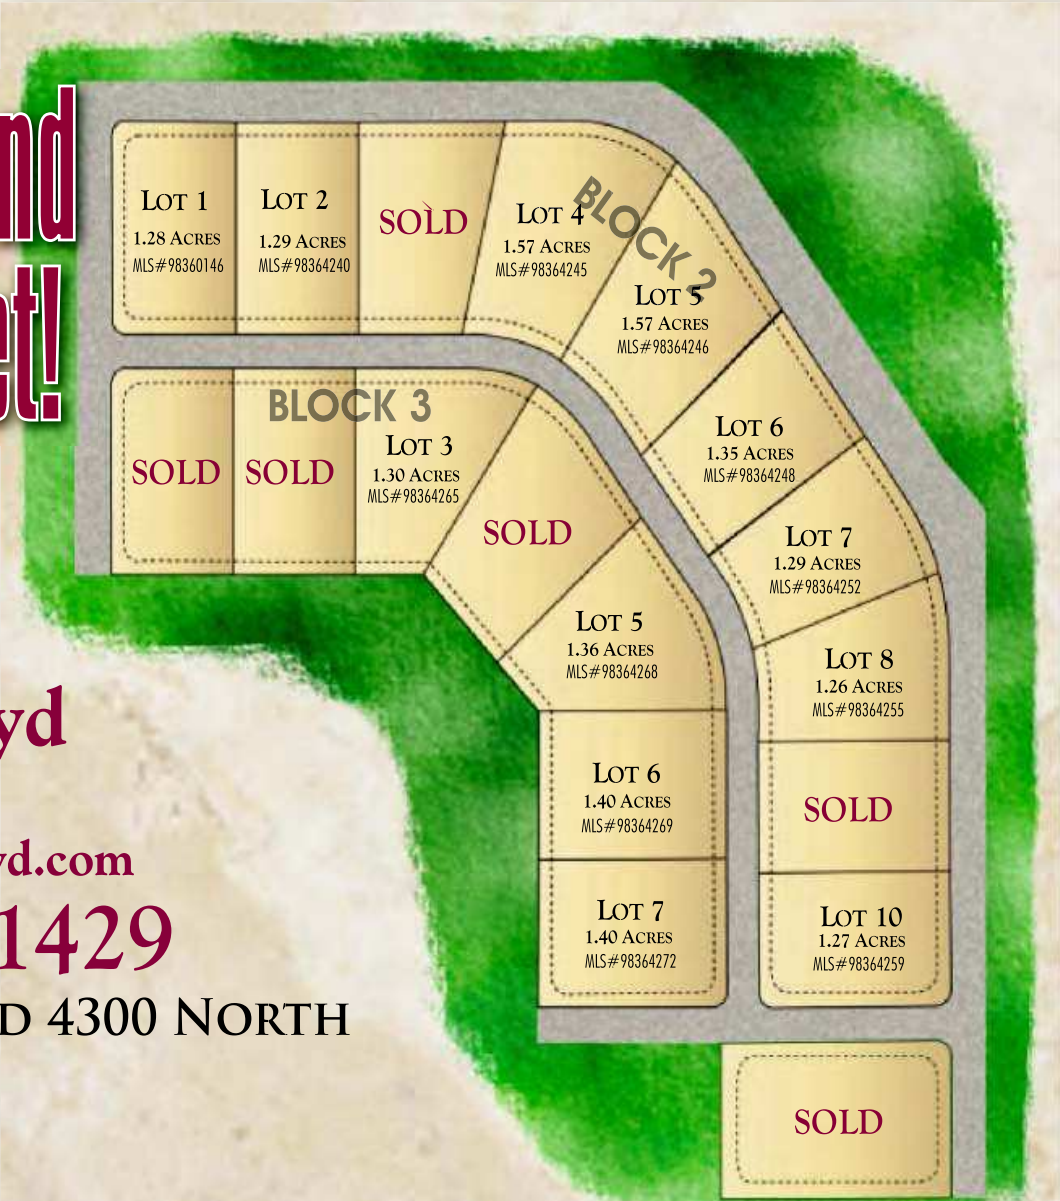 nd
et!
BLOCK 2
LOT 1
1.28 ACRES
MLS#98360146
LOT 2
1.29 ACRES
MLS#98364240
SOLD
LOT 4
1.57 ACRES
MLS#98364245
LOT 5
1.57 ACRES
MLS#98364246
LOT 6
1.35 ACRES
MLS#98364248
LOT 7
1.29 ACRES
MLS#98364252
LOT 8
1.26 ACRES
MLS#98364255
SOLD
LOT 10
1.27 ACRES
MLS#98364259
BLOCK 3
SOLD
SOLD
LOT 3
1.30 ACRES
MLS#98364265
SOLD
LOT 5
1.36 ACRES
MLS#98364268
LOT 6
1.40 ACRES
MLS#98364269
LOT 7
1.40 ACRES
MLS#98364272
SOLD
yd
yd.com
1429
D 4300 NORTH